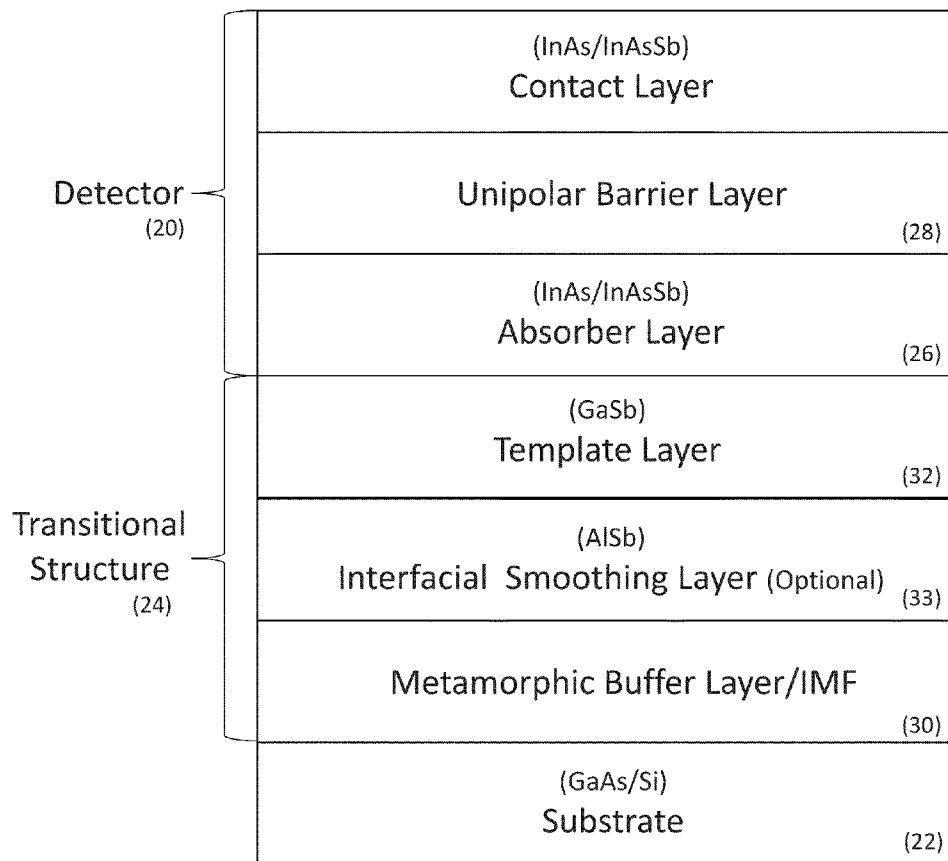 (InAs/InAsSb)
Contact Layer
Detector
(20)
Unipolar Barrier Layer
(28)
(InAs/InAsSb)
Absorber Layer
(26)
(GaSb)
Template Layer
(32)
Transitional
Structure
(24)
(AlSb)
Interfacial Smoothing Layer (Optional)
(33)
Metamorphic Buffer Layer/IMF
(30)
(GaAs/Si)
Substrate
(22)